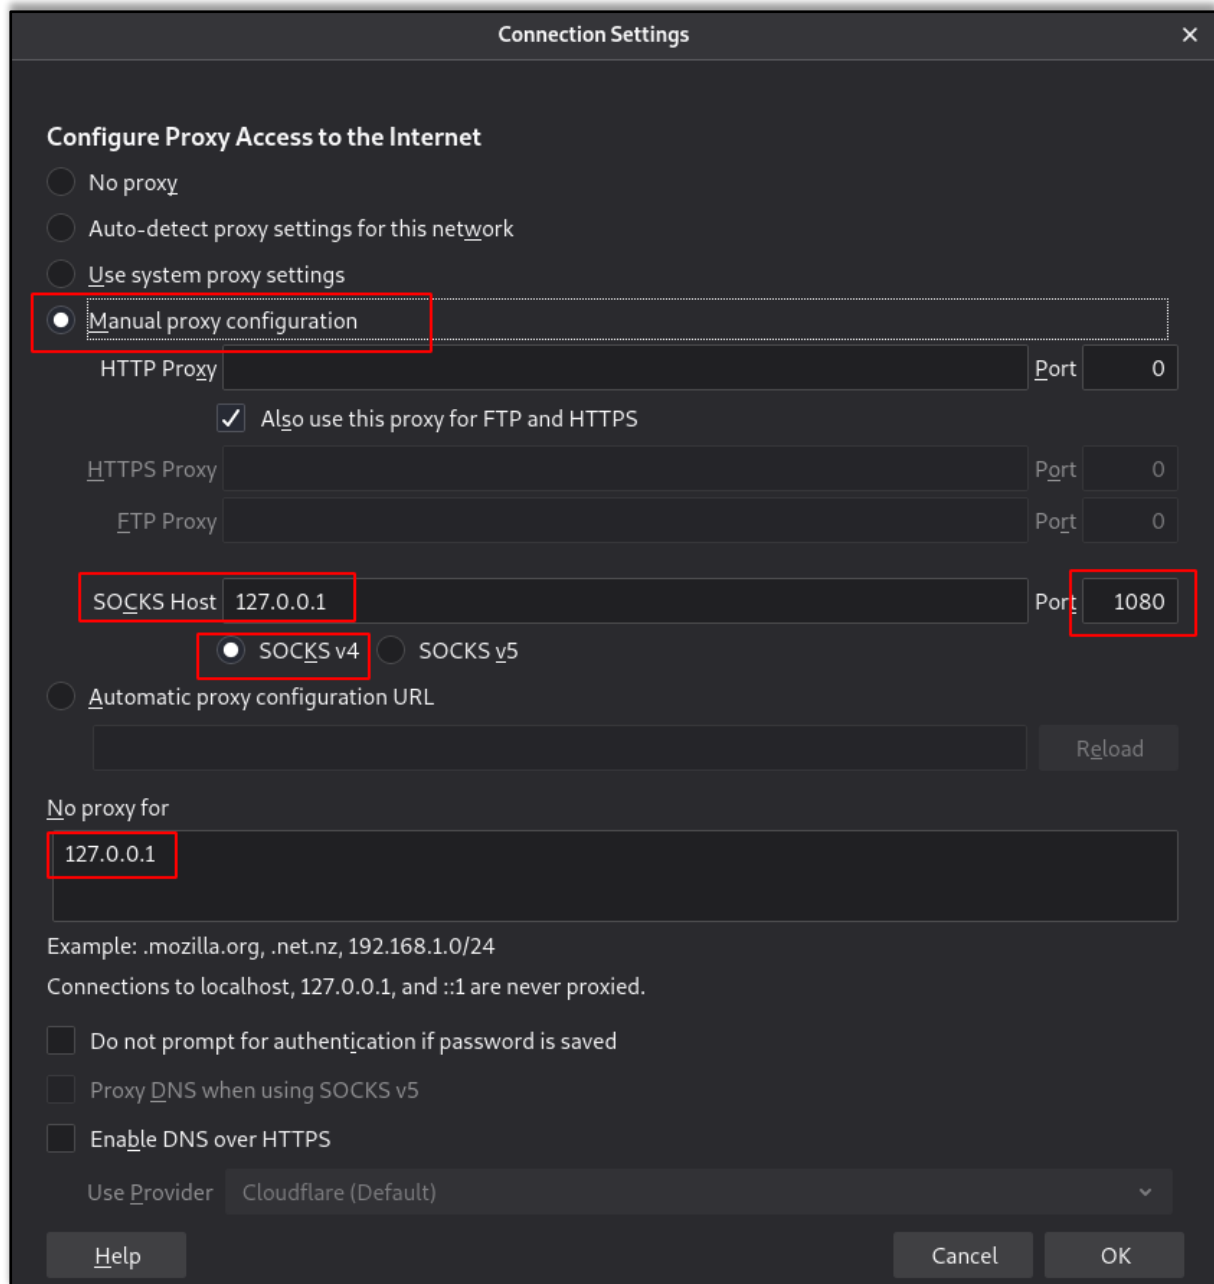 Connection Settings ×
Configure Proxy Access to the Internet
No proxy
Auto-detect proxy settings for this network
Use system proxy settings
Manual proxy configuration
HTTP Proxy Port 0
Also use this proxy for FTP and HTTPS
HTTPS Proxy Port 0
FTP Proxy Port 0
SOCKS Host 127.0.0.1 Port 1080
SOCKS v4 SOCKS v5
Automatic proxy configuration URL
Reload
No proxy for
127.0.0.1
Example: .mozilla.org, .net.nz, 192.168.1.0/24
Connections to localhost, 127.0.0.1, and ::1 are never proxied.
Do not prompt for authentication if password is saved
Proxy DNS when using SOCKS v5
Enable DNS over HTTPS
Use Provider Cloudflare (Default)
Help Cancel OK